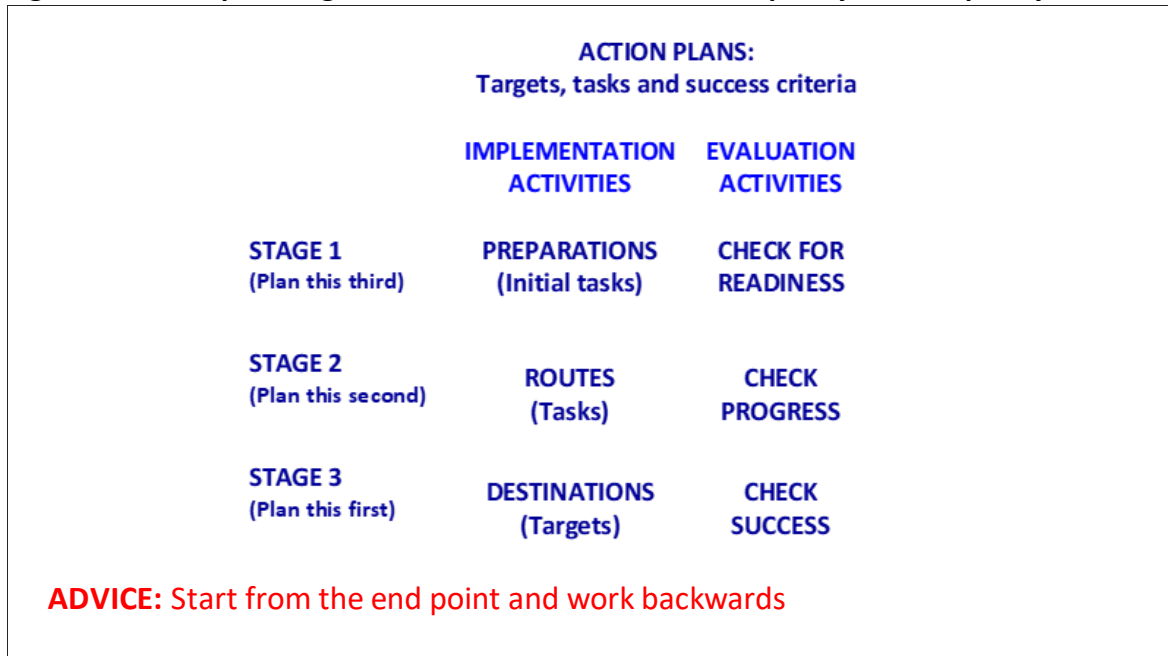 ACTION PLANS:
Targets, tasks and success criteria
IMPLEMENTATION EVALUATION
ACTIVITIES ACTIVITIES
STAGE 1 PREPARATIONS CHECK FOR
(Plan this third) (Initial tasks) READINESS
STAGE 2 ROUTES CHECK
(Plan this second) (Tasks) PROGRESS
STAGE 3 DESTINATIONS CHECK
(Plan this first) (Targets) SUCCESS
ADVICE: Start from the end point and work backwards